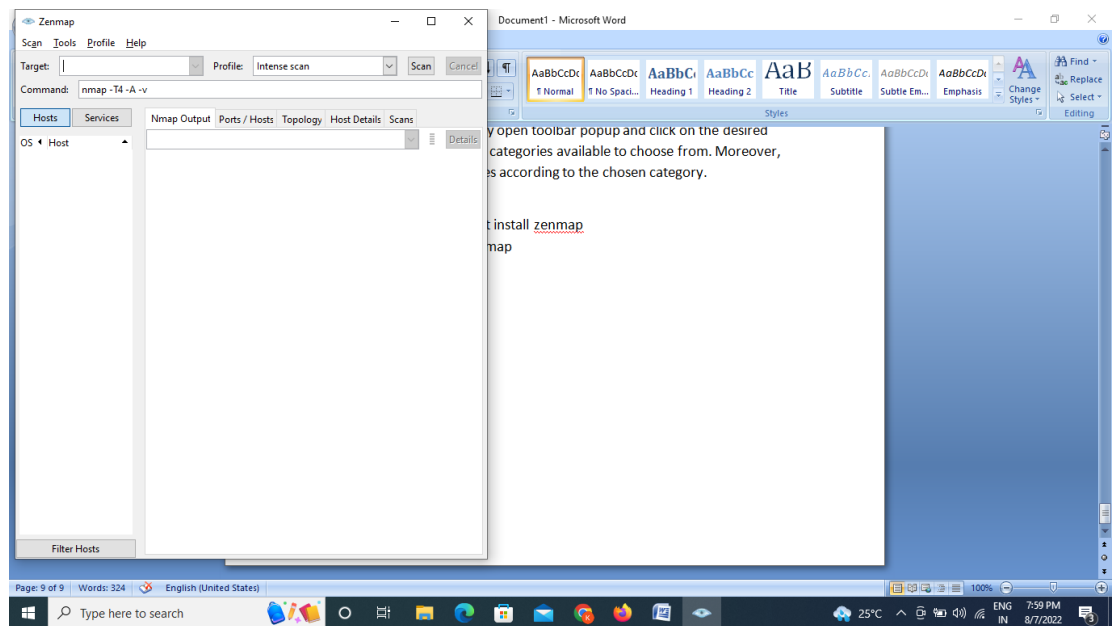 Zenmap
Document1 - Microsoft Word
Scan Tools Profile Help
Target: Profile: Intense scan Scan Cancel
Command: nmap -T4 -A -v
Hosts Services
Nmap Output Ports / Hosts Topology Host Details Scans
OS Host
Details
Filter Hosts
AaBbCcDc AaBbCcDc AaBbC AaBbCc AaB AaBbCc. AaBbCcDc AaBbCcDc
¶ Normal ¶ No Spaci... Heading 1 Heading 2 Title Subtitle Subtle Em... Emphasis
Change
Styles
Find
Replace
Select
Styles
Editing
y open toolbar popup and click on the desired
categories available to choose from. Moreover,
es according to the chosen category.
t install zenmap
map
Page: 9 of 9 Words: 324 English (United States) 100%
Type here to search
25°C
ENG
IN
7:59 PM
8/7/2022
3